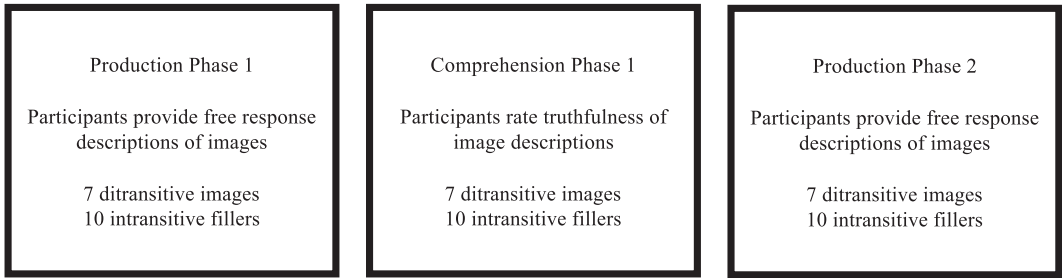 Production Phase 1
Participants provide free response
descriptions of images
7 ditransitive images
10 intransitive fillers
Comprehension Phase 1
Participants rate truthfulness of
image descriptions
7 ditransitive images
10 intransitive fillers
Production Phase 2
Participants provide free response
descriptions of images
7 ditransitive images
10 intransitive fillers